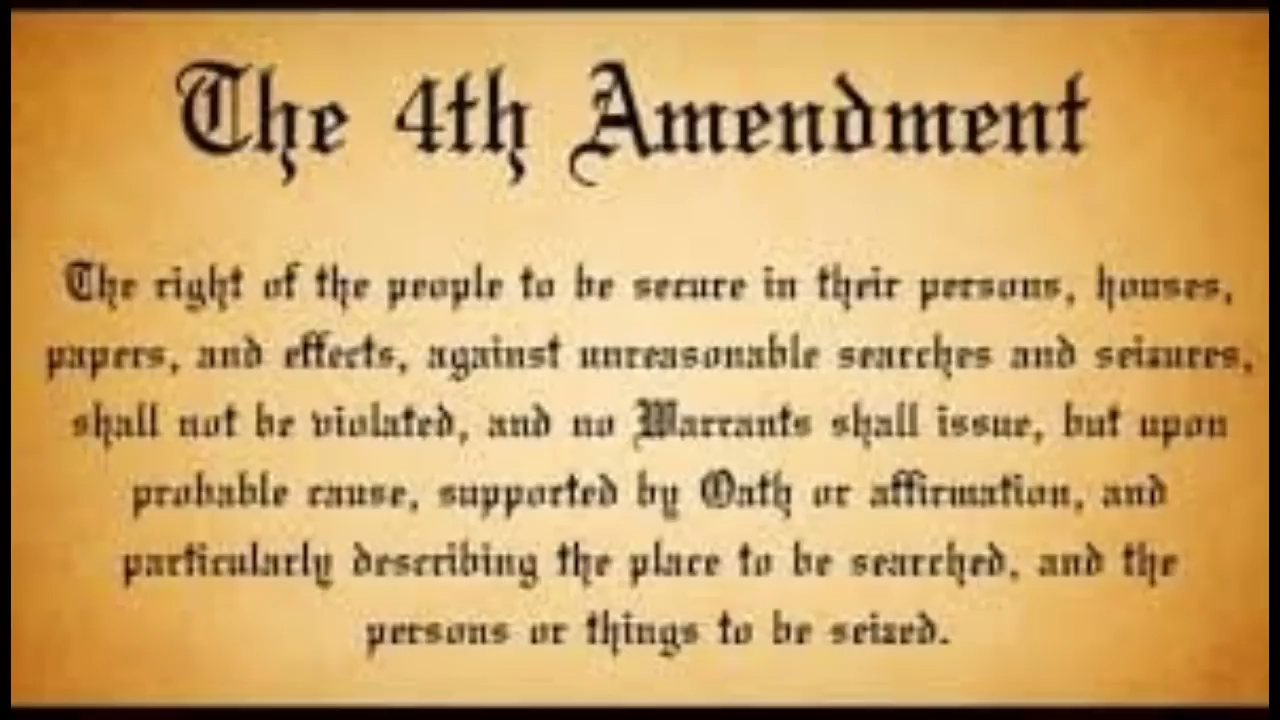 The 4th Amendment
The right of the people to be secure in their persons, houses,
papers, and effects, against unreasonable searches and seizures,
shall not be violated, and no Warrants shall issue, but upon
probable cause, supported by Oath or affirmation, and
particularly describing the place to be searched, and the
persons or things to be seized.